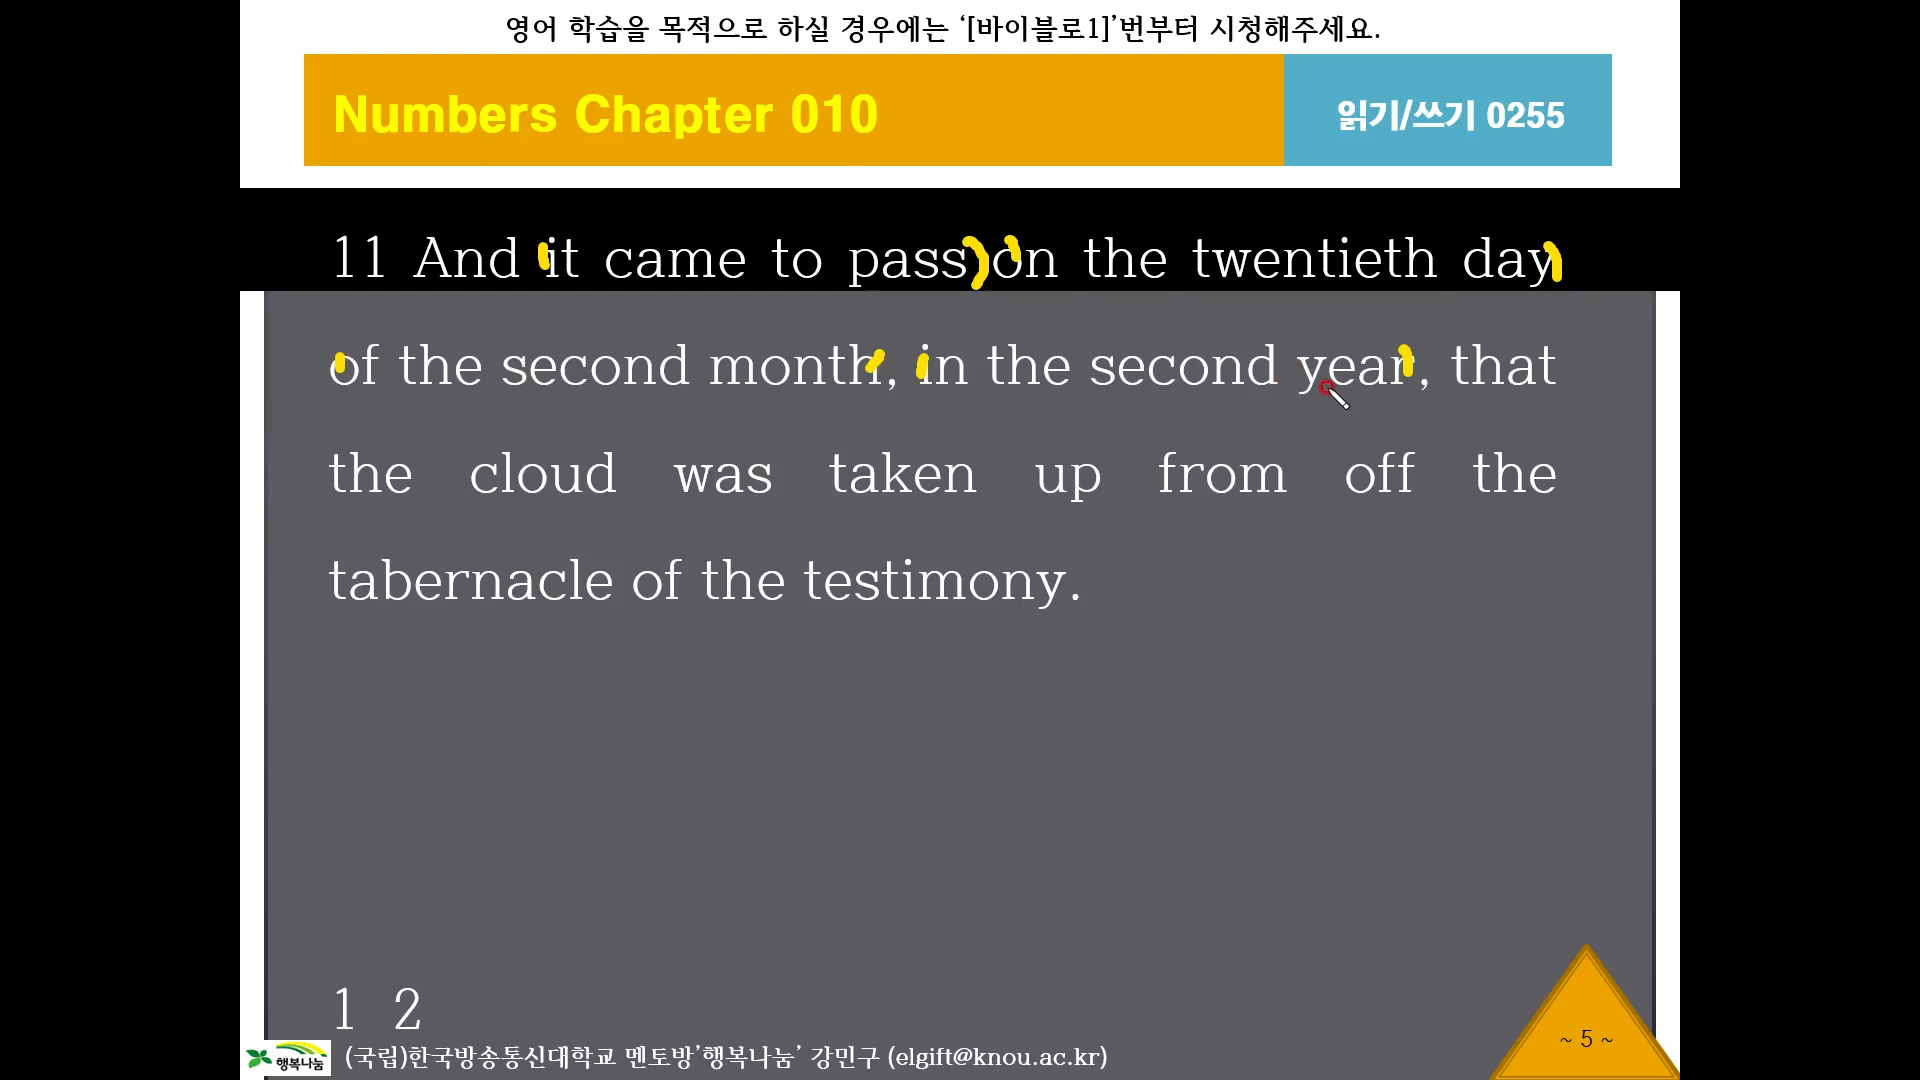 영어 학습을 목적으로 하실 경우에는 ‘[바이블로1]’번부터 시청해주세요.
Numbers Chapter 010
읽기/쓰기 0255
11 And it came to pass on the twentieth day
of the second month, in the second year, that
the cloud was taken up from off the
tabernacle of the testimony.
1 2
~ 5 ~
행복나눔
(국립)한국방송통신대학교 멘토방’행복나눔’ 강민구 (elgift@knou.ac.kr)